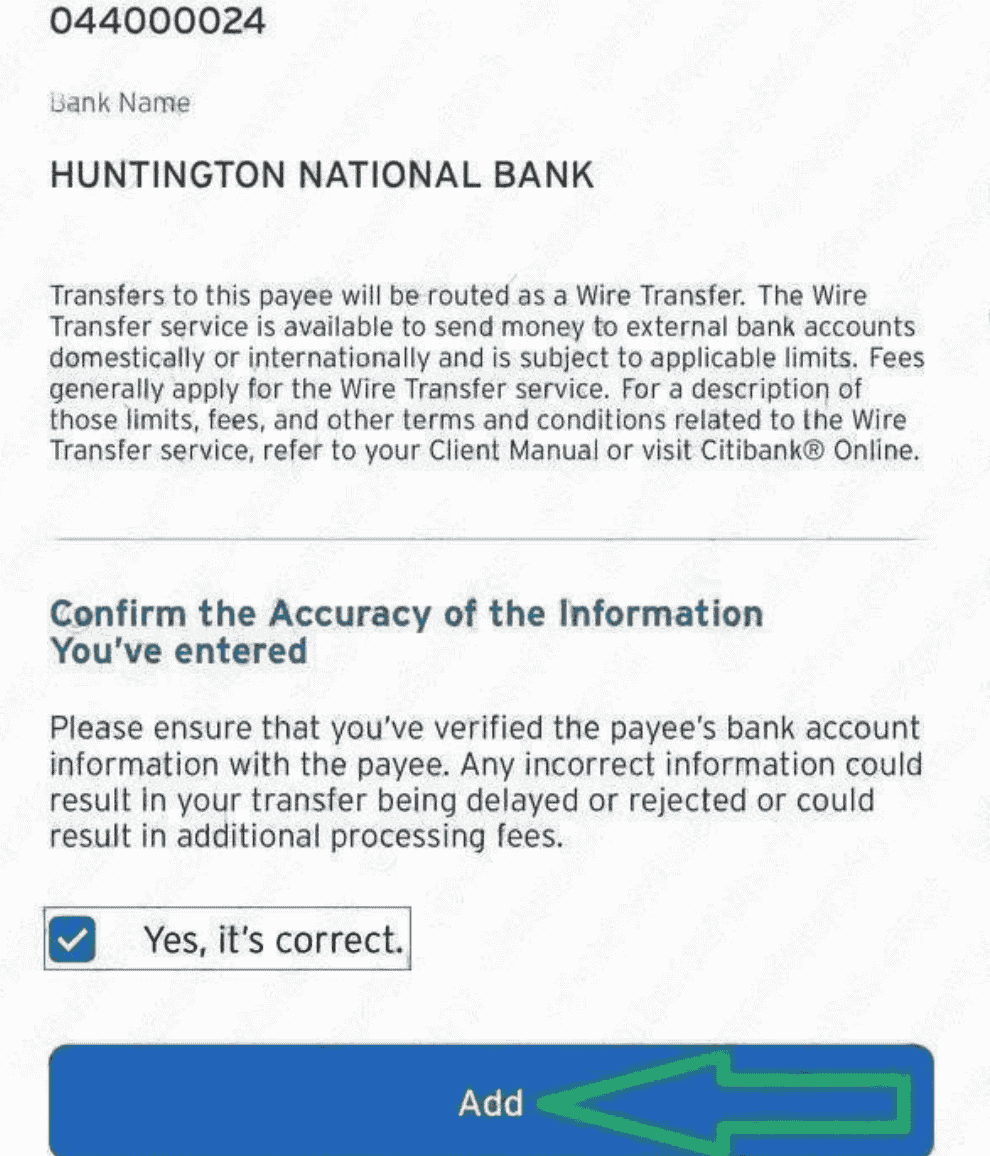 044000024
Bank Name
HUNTINGTON NATIONAL BANK
Transfers to this payee will be routed as a Wire Transfer. The Wire
Transfer service is available to send money to external bank accounts
domestically or internationally and is subject to applicable limits. Fees
generally apply for the Wire Transfer service. For a description of
those limits, fees, and other terms and conditions related to the Wire
Transfer service, refer to your Client Manual or visit Citibank® Online.
Confirm the Accuracy of the Information
You've entered
Please ensure that you've verified the payee's bank account
information with the payee. Any incorrect information could
result in your transfer being delayed or rejected or could
result in additional processing fees.
Yes, it's correct.
Add